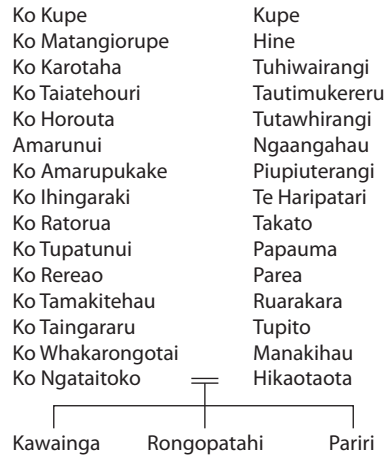 Ko Kupe Kupe
Ko Matangiorupe Hine
Ko Karotaha Tuhiwairangi
Ko Taiatehouri Tautimukereru
Ko Horouta Tutawhirangi
Amarunui Ngaangahau
Ko Amarupukake Piupiuterangi
Ko Ihingaraki Te Haripatari
Ko Ratorua Takato
Ko Tupatunui Papauma
Ko Rereao Parea
Ko Tamakitehau Ruarakara
Ko Taingararu Tupito
Ko Whakarongotai Manakihau
Ko Ngataitoko Hikaotaota
Kawainga Rongopatahi Pariri